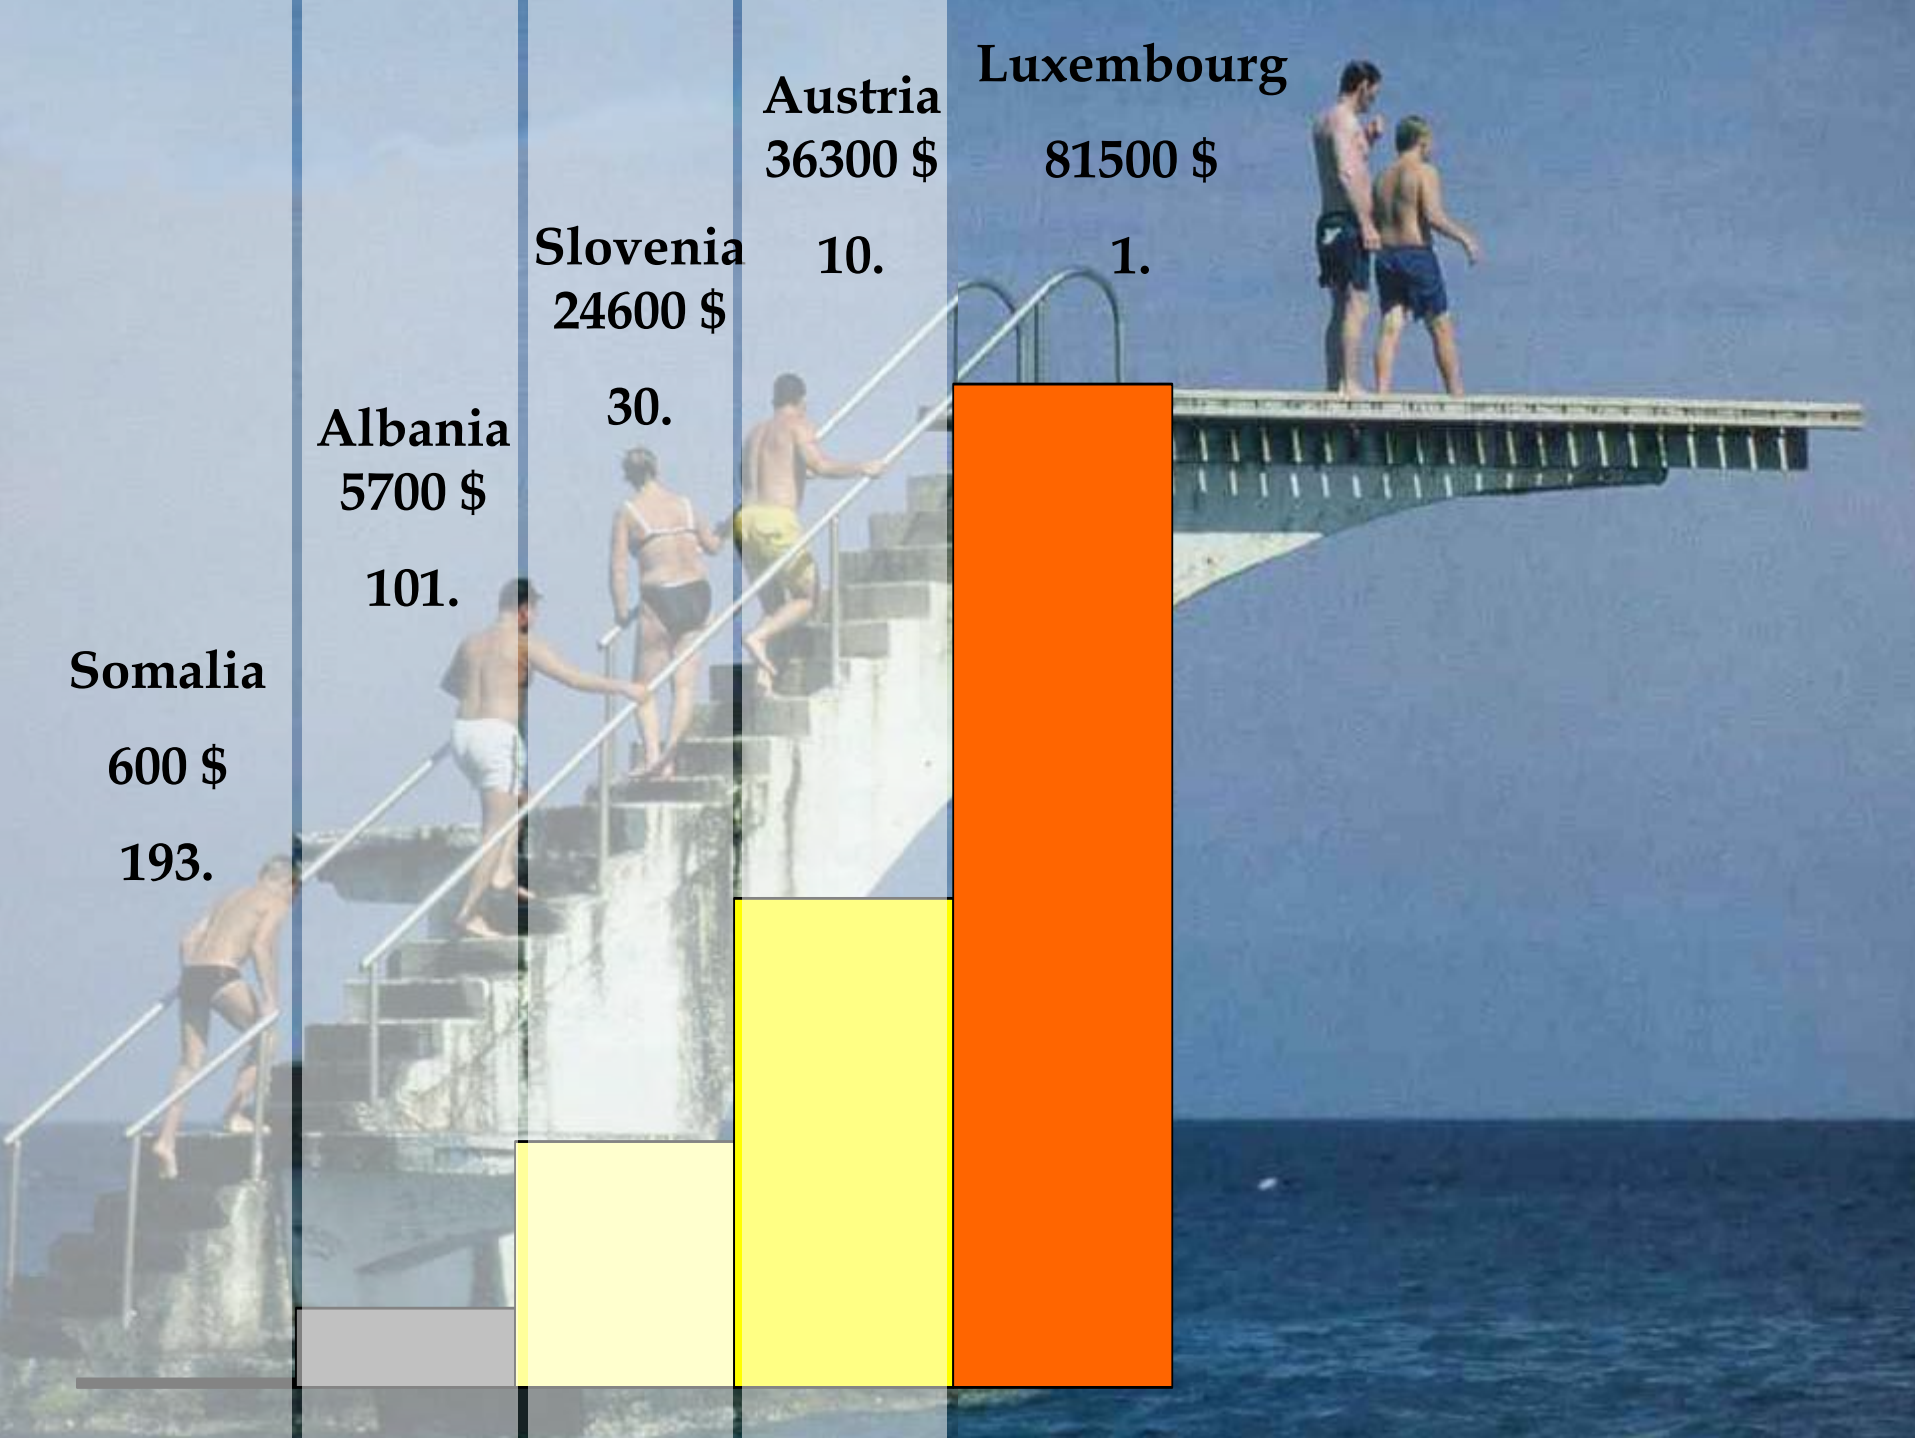 Somalia
600 $
193.
Albania
5700 $
101.
Slovenia
24600 $
30.
Austria
36300 $
10.
Luxembourg
81500 $
1.